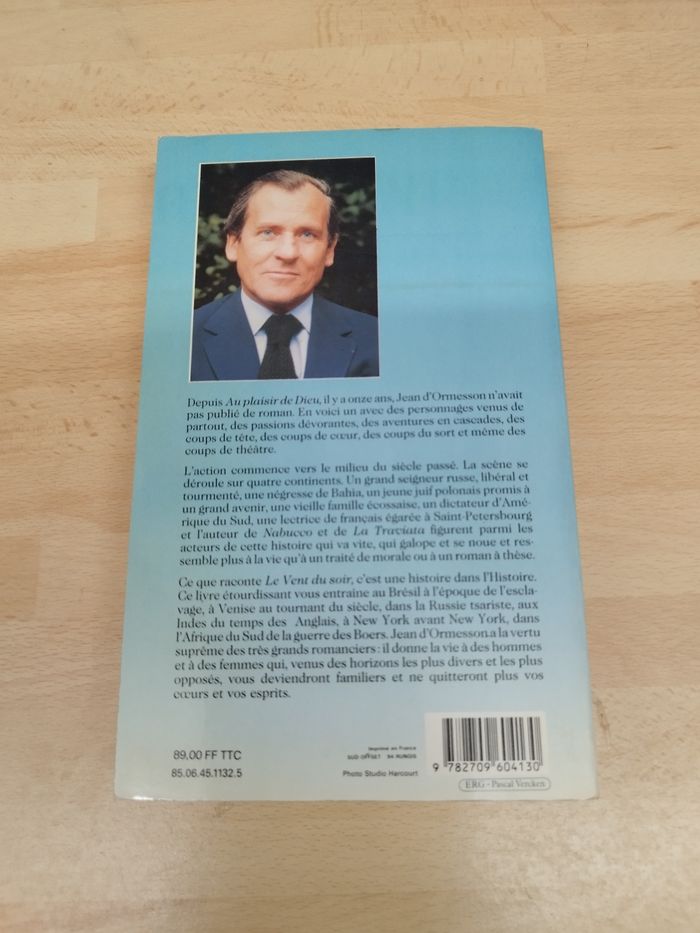 Depuis Au plaisir de Dieu, il y a onze ans, Jean d'Ormesson n'avait
pas publié de roman. En voici un avec des personnages venus de
partout, des passions dévorantes, des aventures en cascades, des
coups de tête, des coups de cœur, des coups du sort et même des
coups de théâtre.
L'action commence vers le milieu du siècle passé. La scène se
déroule sur quatre continents. Un grand seigneur russe, libéral et
tourmenté, une négresse de Bahia, un jeune juif polonais promis à
un grand avenir, une vieille famille écossaise, un dictateur d'Amé-
rique du Sud, une lectrice de français égarée à Saint-Petersbourg
et l'auteur de Nabucco et de La Traviata figurent parmi les
acteurs de cette histoire qui va vite, qui galope et se noue et res-
semble plus à la vie qu'à un traité de morale ou à un roman à thèse.
Ce que raconte Le Vent du soir, c'est une histoire dans l'Histoire.
Ce livre étourdissant vous entraine au Brésil à l'époque de l'escla-
vage, à Venise au tournant du siècle, dans la Russie tsariste, aux
Indes du temps des Anglais, à New York avant New York, dans
l'Afrique du Sud de la guerre des Boers. Jean d'Ormesson a la vertu
suprême des très grands romanciers : il donne la vie à des hommes
et à des femmes qui, venus des horizons les plus divers et les plus
opposés, vous deviendront familiers et ne quitteront plus vos
cœurs et vos esprits.
89,00 FF TTC
85.06.45.1132.5
Imprimé en France
SUD OFFSET 94 RUNGIS
Photo Studio Harcourt
9 782709 604130
ERG - Pascal Vercken